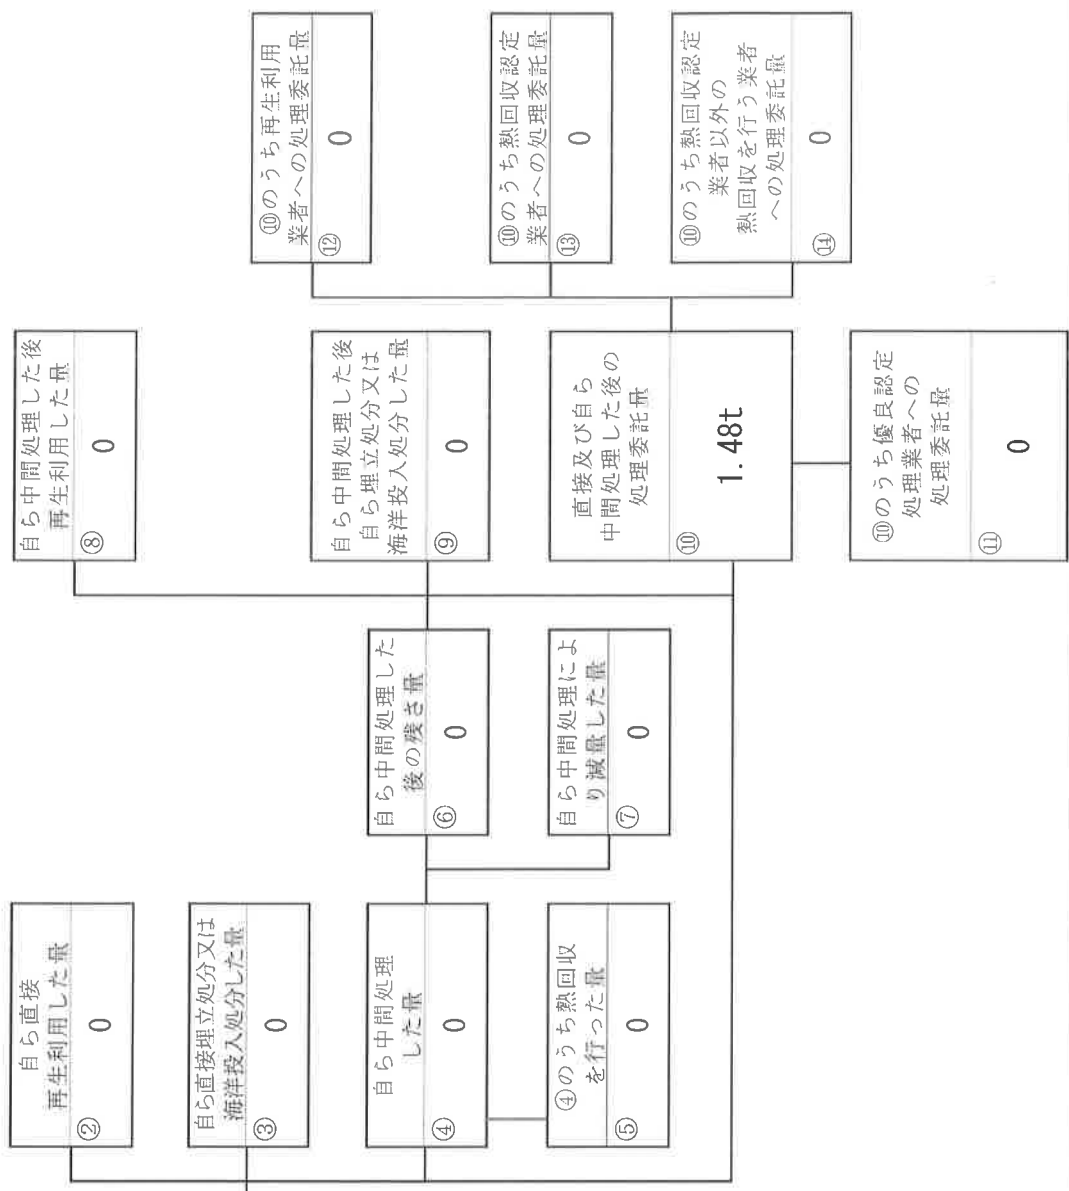 自ら直接
再生利用した量
②
0
自ら直接埋立処分又は
海洋投入処分した量
③
0
自ら中間処理
した量
④
0
④のうち熱回収
を行った量
⑤
0
自ら中間処理した
後の残さ量
⑥
0
自ら中間処理によ
り減量した量
⑦
0
自ら中間処理した後
再生利用した量
⑧
0
自ら中間処理した後
自ら埋立処分又は
海洋投入処分した量
⑨
0
直接及び自ら
中間処理した後の
処理委託量
⑩
1.48t
⑩のうち優良認定
処理業者への
処理委託量
⑪
0
⑩のうち再生利用
業者への処理委託量
⑫
0
⑩のうち熱回収認定
業者への処理委託量
⑬
0
⑩のうち熱回収認定
業者以外の
熱回収を行う業者
への処理委託量
⑭
0